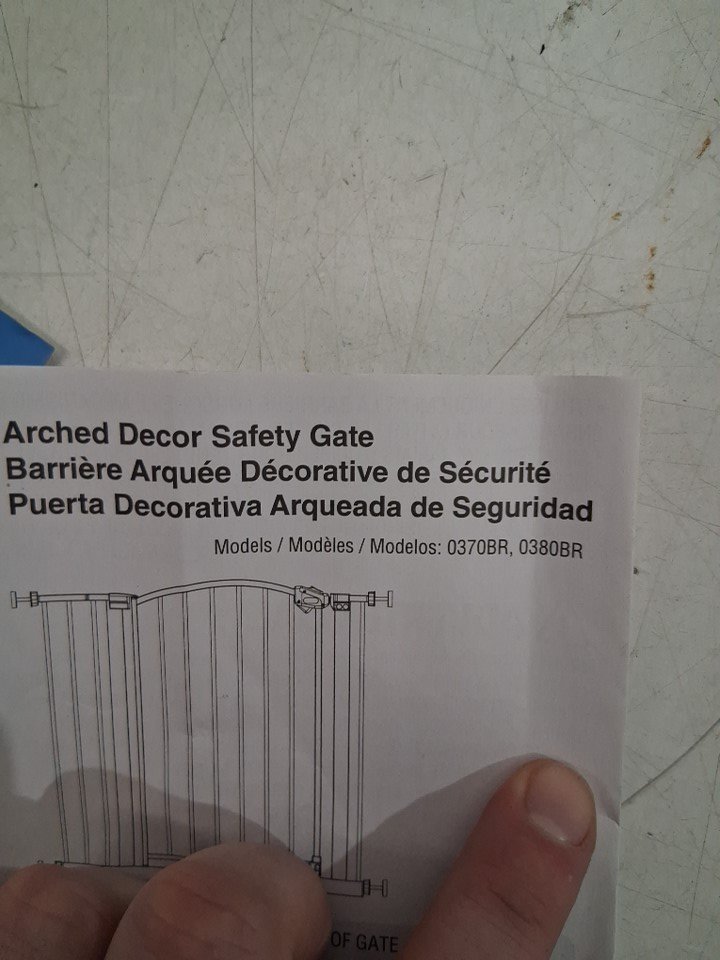 Arched Decor Safety Gate
Barrière Arquée Décorative de Sécurité
Puerta Decorativa Arqueada de Seguridad
Models / Modèles / Modelos: 0370BR, 0380BR
OF GATE